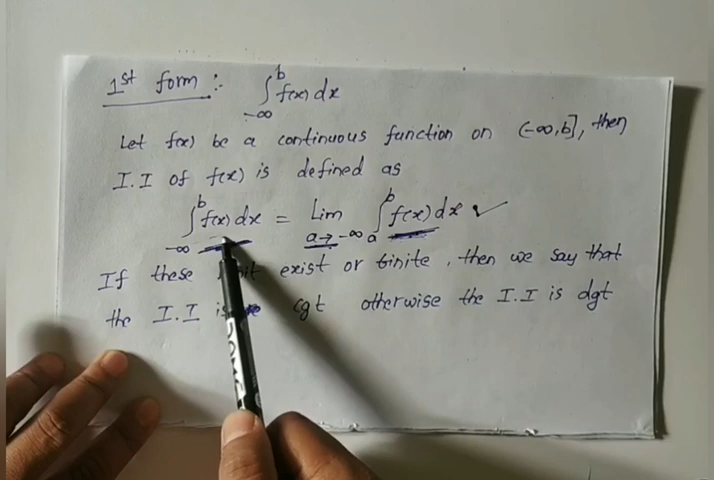 1st form :- ∫_{-∞}^{b} f(x) dx
Let f(x) be a continuous function on (-∞, b], then
I.I of f(x) is defined as
∫_{-∞}^{b} f(x) dx = Lim_{a→-∞} ∫_{a}^{b} f(x) dx ✓
If these exist or finite, then we say that
the I.I is cgt otherwise the I.I is dgt